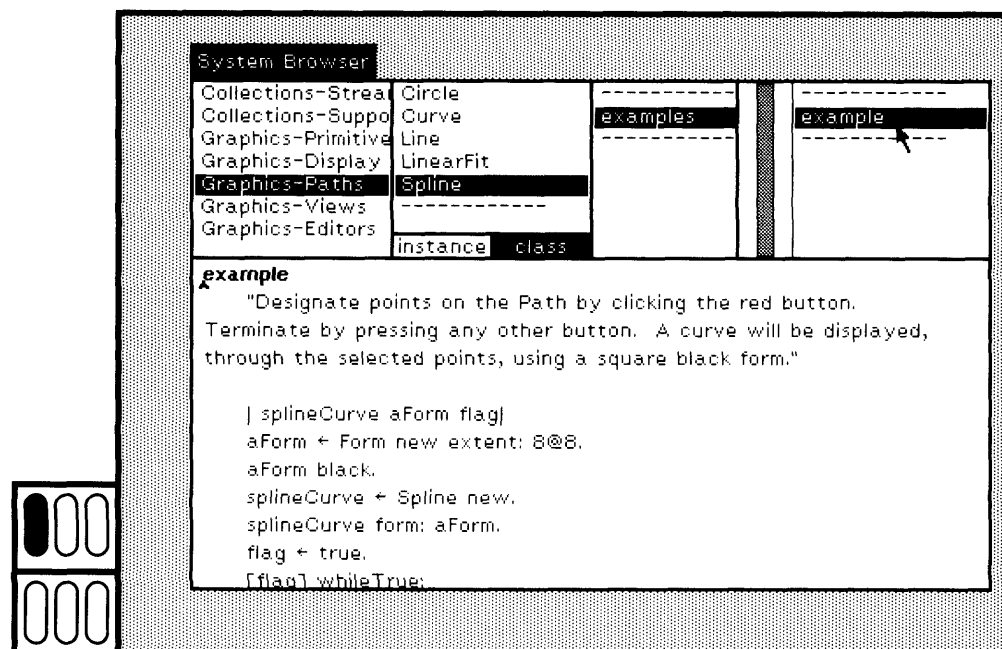 System Browser
Collections-Strea
Collections-Suppo
Graphics-Primitive
Graphics-Display
Graphics-Paths
Graphics-Views
Graphics-Editors
Circle
Curve
Line
LinearFit
Spline
------------
instance class
------------
examples
------------
------------
example
------------
example
"Designate points on the Path by clicking the red button.
Terminate by pressing any other button. A curve will be displayed,
through the selected points, using a square black form."
| splineCurve aForm flag|
aForm ← Form new extent: 8@8.
aForm black.
splineCurve ← Spline new.
splineCurve form: aForm.
flag ← true.
[flag] whileTrue: